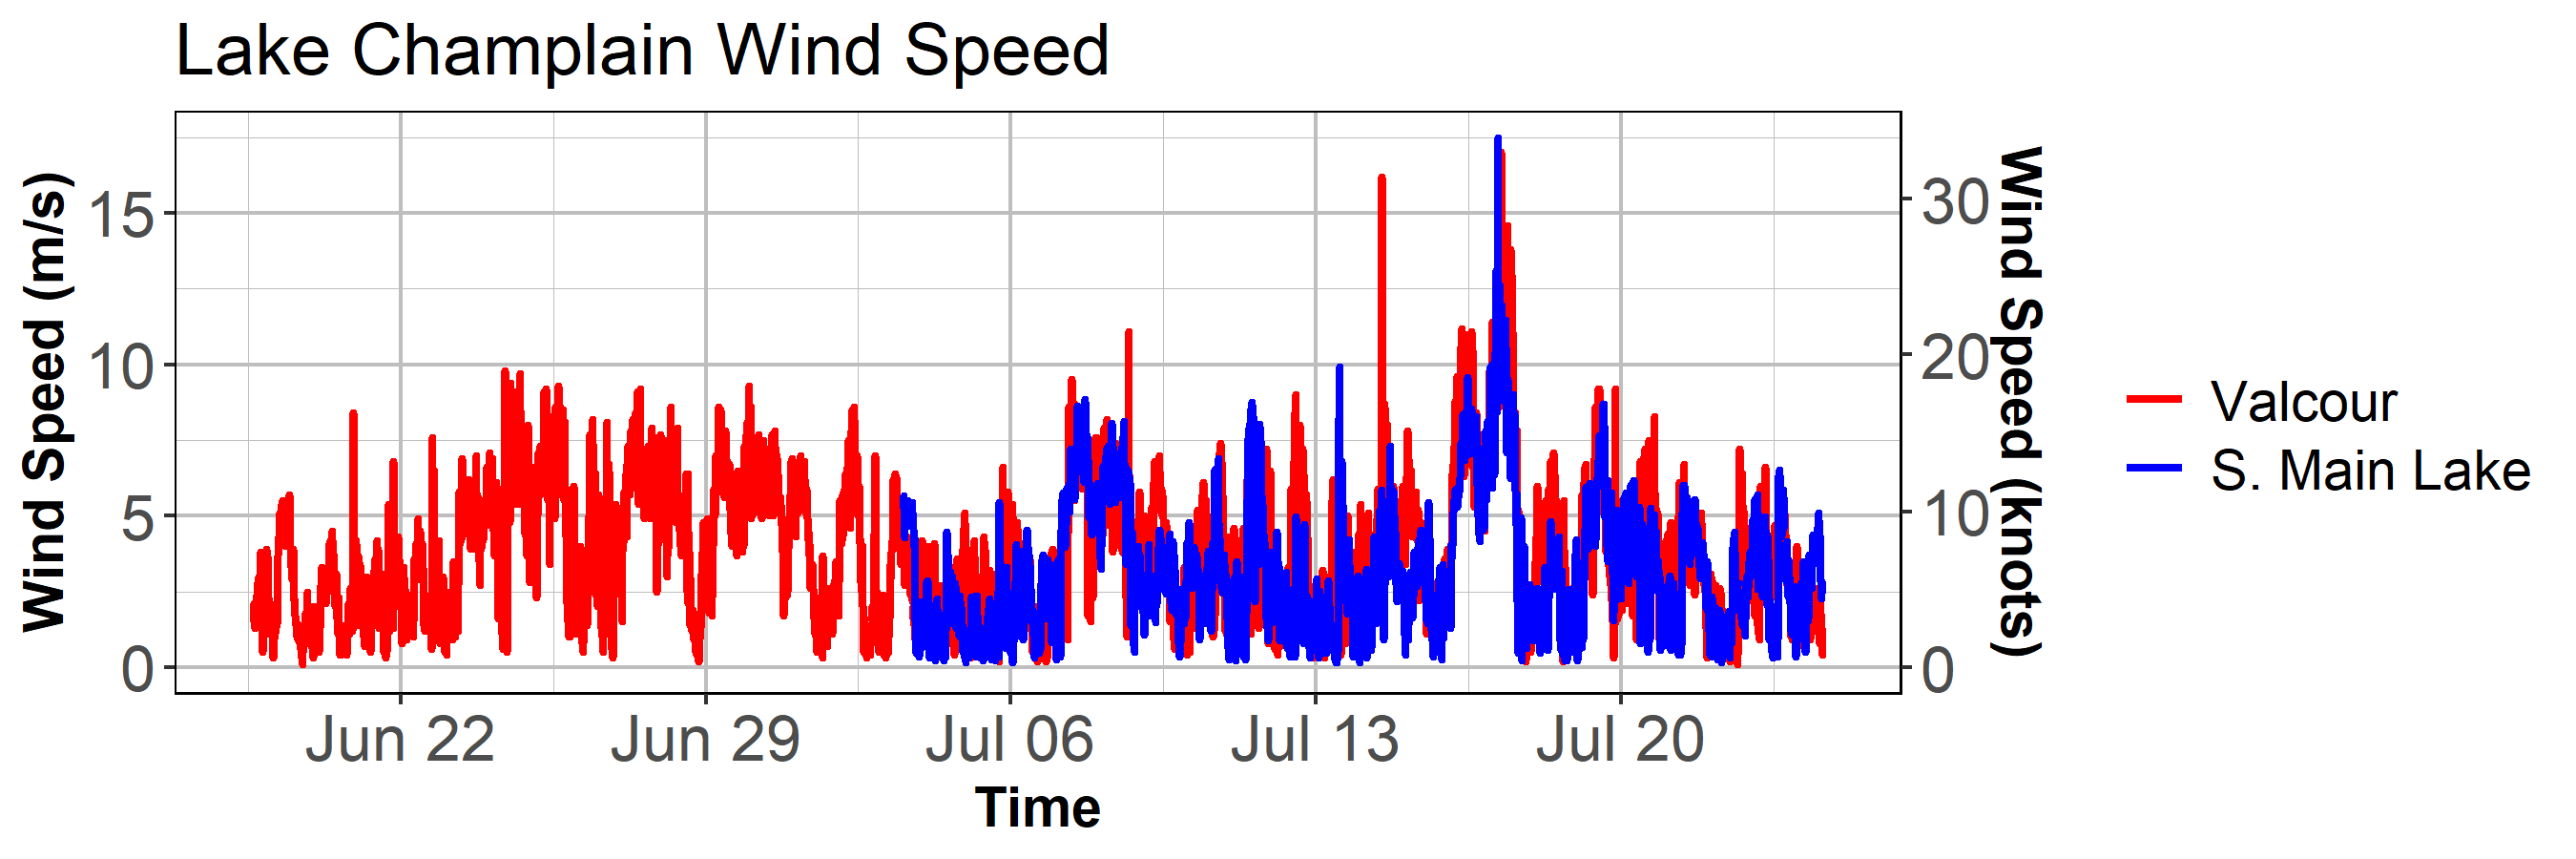 Lake Champlain Wind Speed
Wind Speed (m/s)
15
10
5
0
30
20
10
0
Wind Speed (knots)
Jun 22
Jun 29
Jul 06
Jul 13
Jul 20
Time
Valcour
S. Main Lake